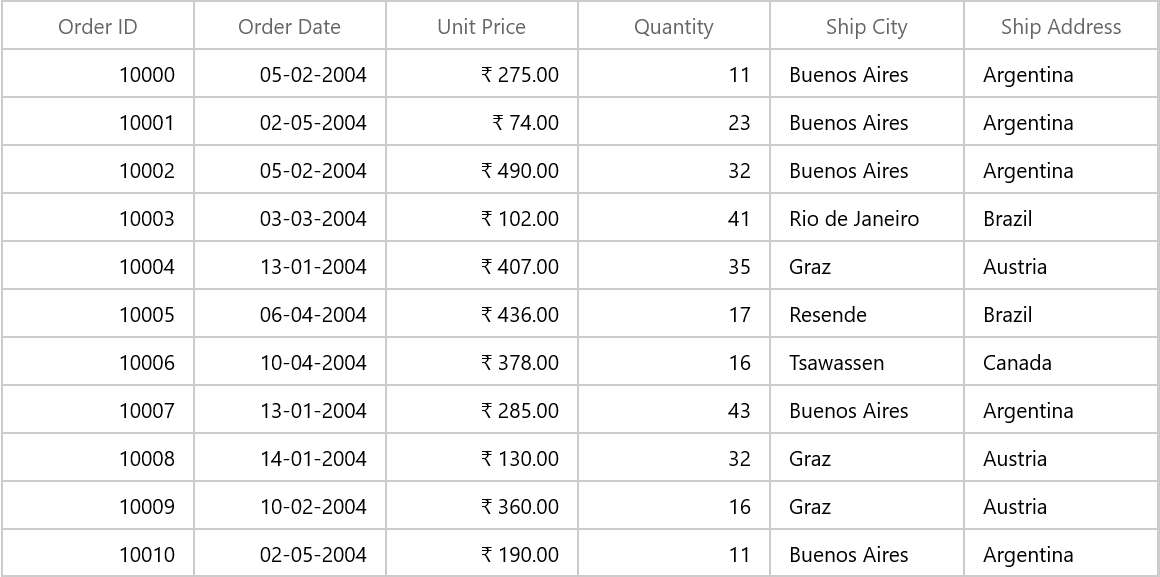 Order ID Order Date Unit Price Quantity Ship City Ship Address
10000 05-02-2004 ₹ 275.00 11 Buenos Aires Argentina
10001 02-05-2004 ₹ 74.00 23 Buenos Aires Argentina
10002 05-02-2004 ₹ 490.00 32 Buenos Aires Argentina
10003 03-03-2004 ₹ 102.00 41 Rio de Janeiro Brazil
10004 13-01-2004 ₹ 407.00 35 Graz Austria
10005 06-04-2004 ₹ 436.00 17 Resende Brazil
10006 10-04-2004 ₹ 378.00 16 Tsawassen Canada
10007 13-01-2004 ₹ 285.00 43 Buenos Aires Argentina
10008 14-01-2004 ₹ 130.00 32 Graz Austria
10009 10-02-2004 ₹ 360.00 16 Graz Austria
10010 02-05-2004 ₹ 190.00 11 Buenos Aires Argentina